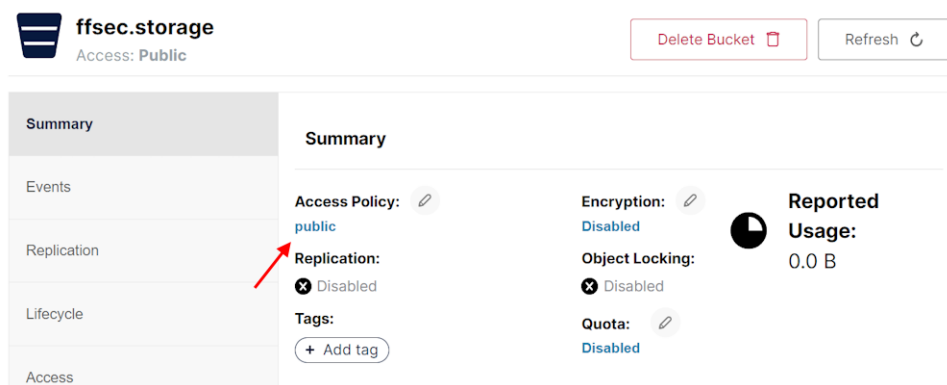 ffsec.storage
Access: Public
Delete Bucket
Refresh
Summary
Events
Replication
Lifecycle
Access
Summary
Access Policy:
public
Replication:
Disabled
Tags:
+ Add tag
Encryption:
Disabled
Object Locking:
Disabled
Quota:
Disabled
Reported
Usage:
0.0 B